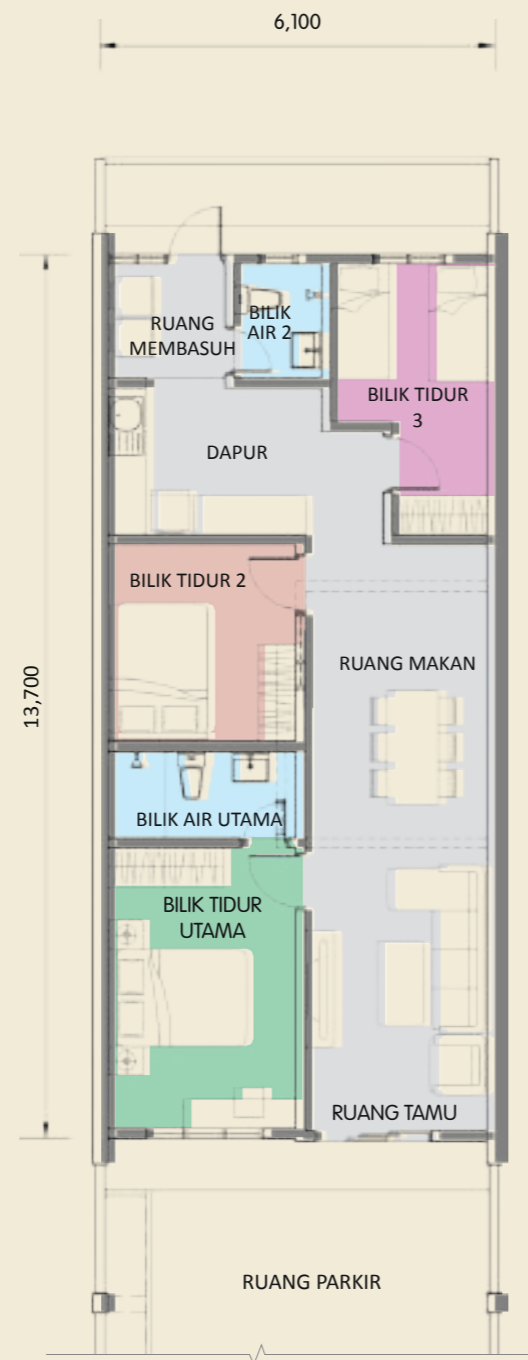 6,100
RUANG
MEMBASUH
BILIK
AIR 2
BILIK TIDUR
3
DAPUR
BILIK TIDUR 2
RUANG MAKAN
13,700
BILIK AIR UTAMA
BILIK TIDUR
UTAMA
RUANG TAMU
RUANG PARKIR